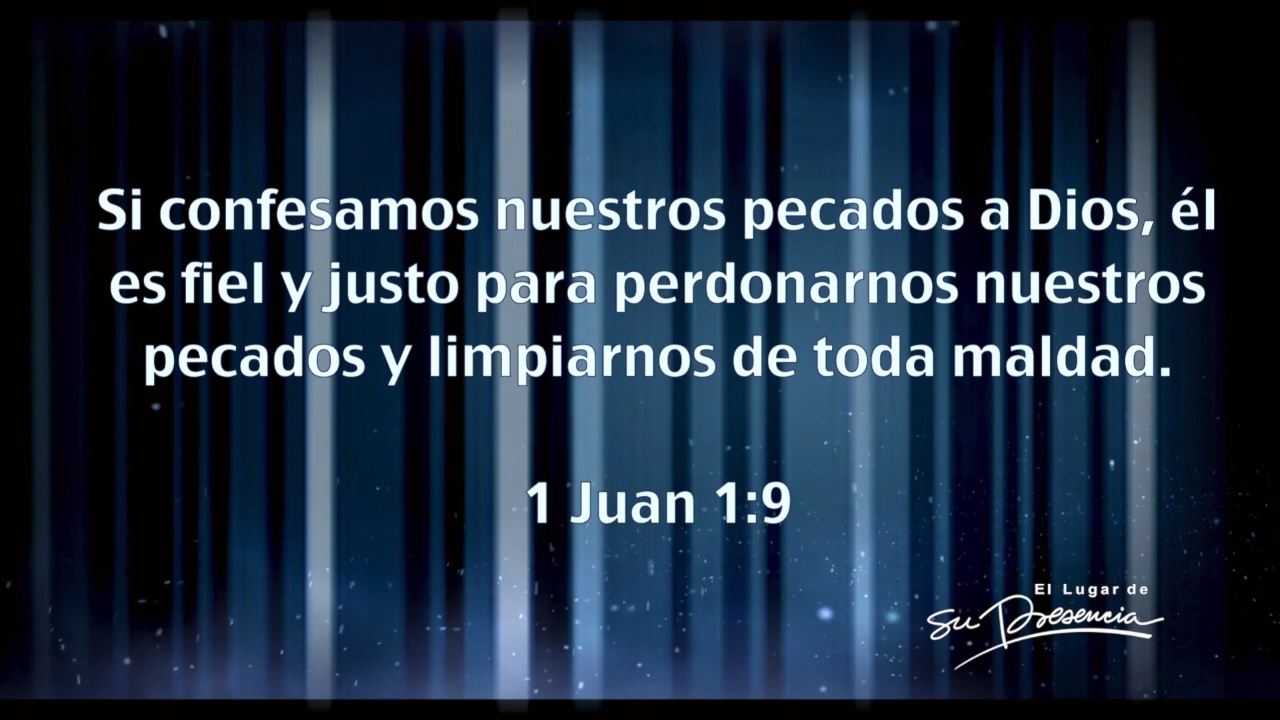 Si confesamos nuestros pecados a Dios, él
es fiel y justo para perdonarnos nuestros
pecados y limpiarnos de toda maldad.
1 Juan 1:9
El Lugar de
Su Presencia